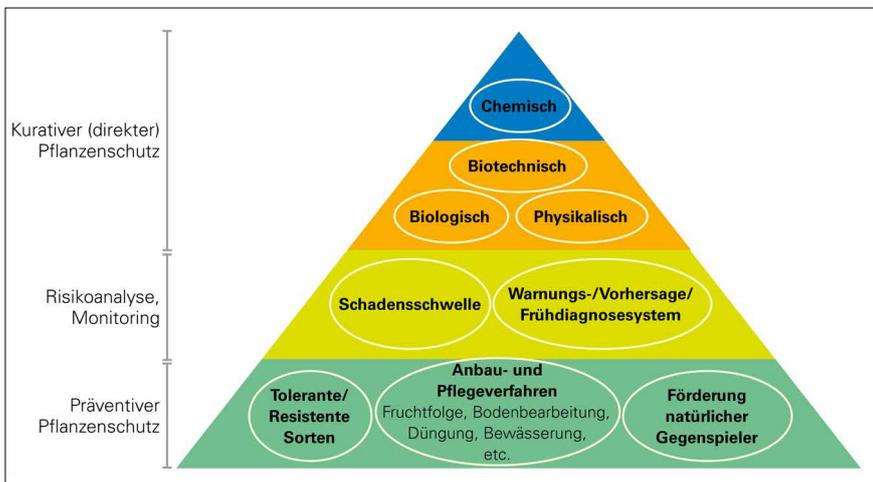 Kurativer (direkter)
Pflanzenschutz
Chemisch
Biotechnisch
Biologisch
Physikalisch
Risikoanalyse,
Monitoring
Schadensschwelle
Warnungs-/Vorhersage/
Frühdiagnosesystem
Präventiver
Pflanzenschutz
Tolerante/
Resistente
Sorten
Anbau- und
Pflegeverfahren
Fruchtfolge, Bodenbearbeitung,
Düngung, Bewässerung,
etc.
Förderung
natürlicher
Gegenspieler